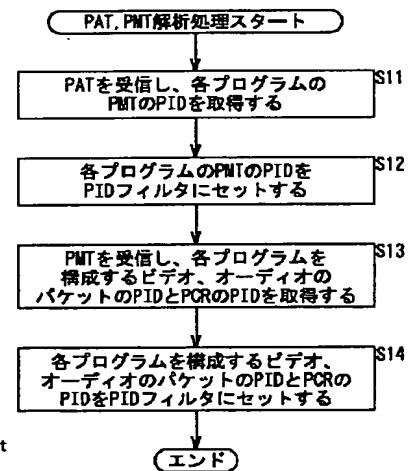 PAT,PMT解析処理スタート
S11
PATを受信し、各プログラムの
PMTのPIDを取得する
S12
各プログラムのPMTのPIDを
PIDフィルタにセットする
S13
PMTを受信し、各プログラムを
構成するビデオ、オーディオの
パケットのPIDとPCRのPIDを取得する
S14
各プログラムを構成するビデオ、
オーディオのパケットのPIDとPCRの
PIDをPIDフィルタにセットする
t
エンド